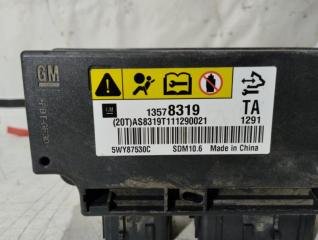 GM
GM
13578319
TA
(20T)AS8319T111290021
1291
5WY87530C SDM10.6 Made in China